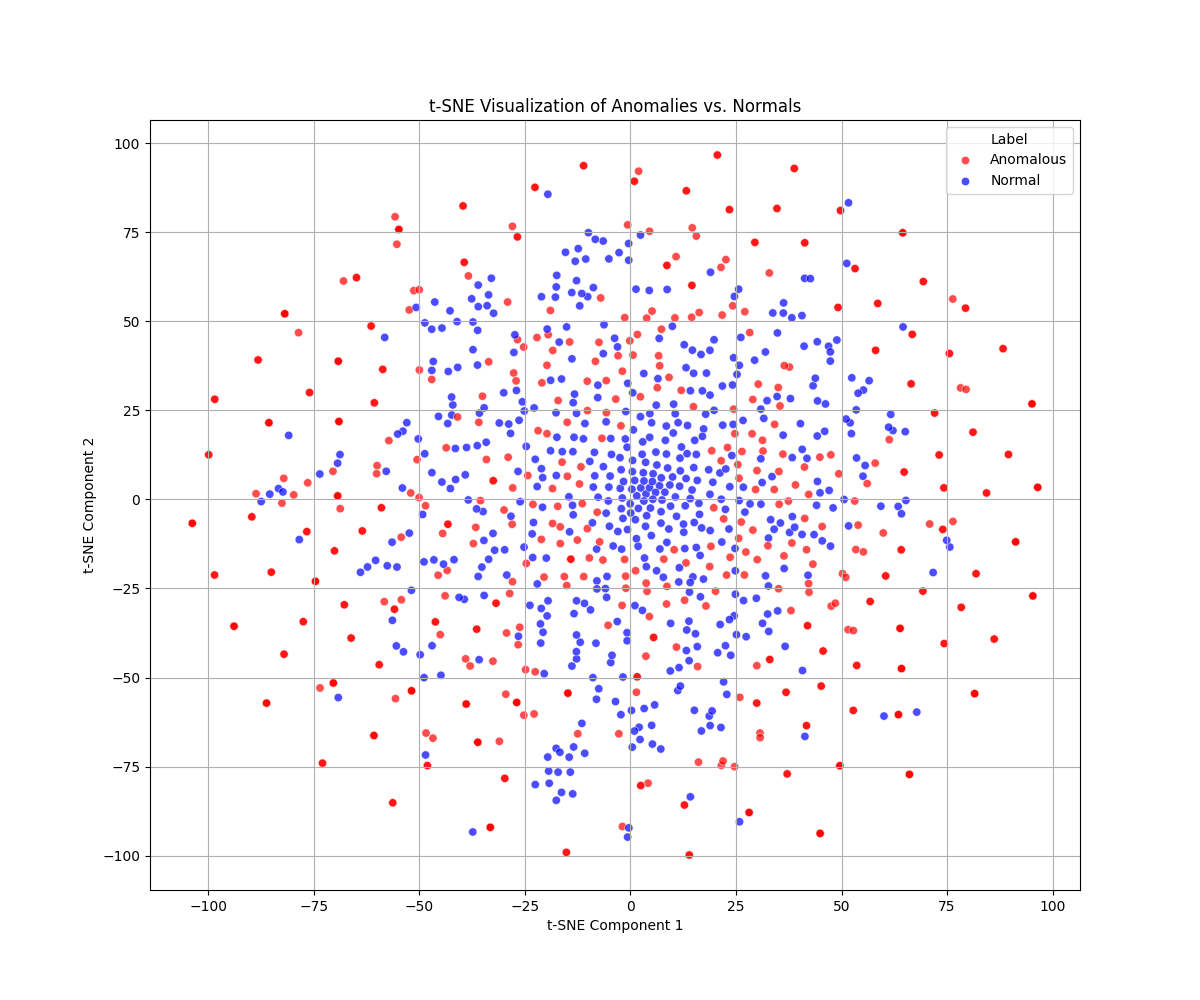 t-SNE Visualization of Anomalies vs. Normals
Label
Anomalous
Normal
100
75
50
25
0
−25
−50
−75
−100
t-SNE Component 2
−100 −75 −50 −25 0 25 50 75 100
t-SNE Component 1